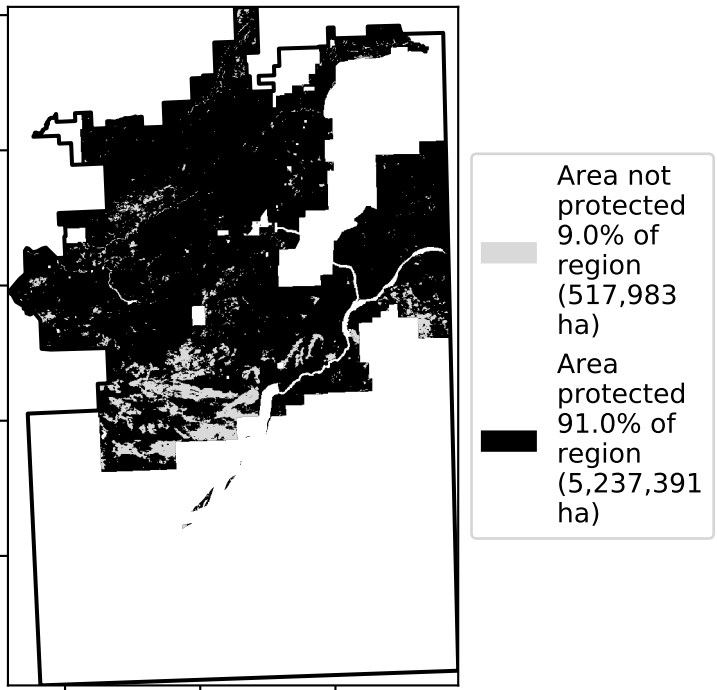 Area not
protected
9.0% of
region
(517,983
ha)
Area
protected
91.0% of
region
(5,237,391
ha)